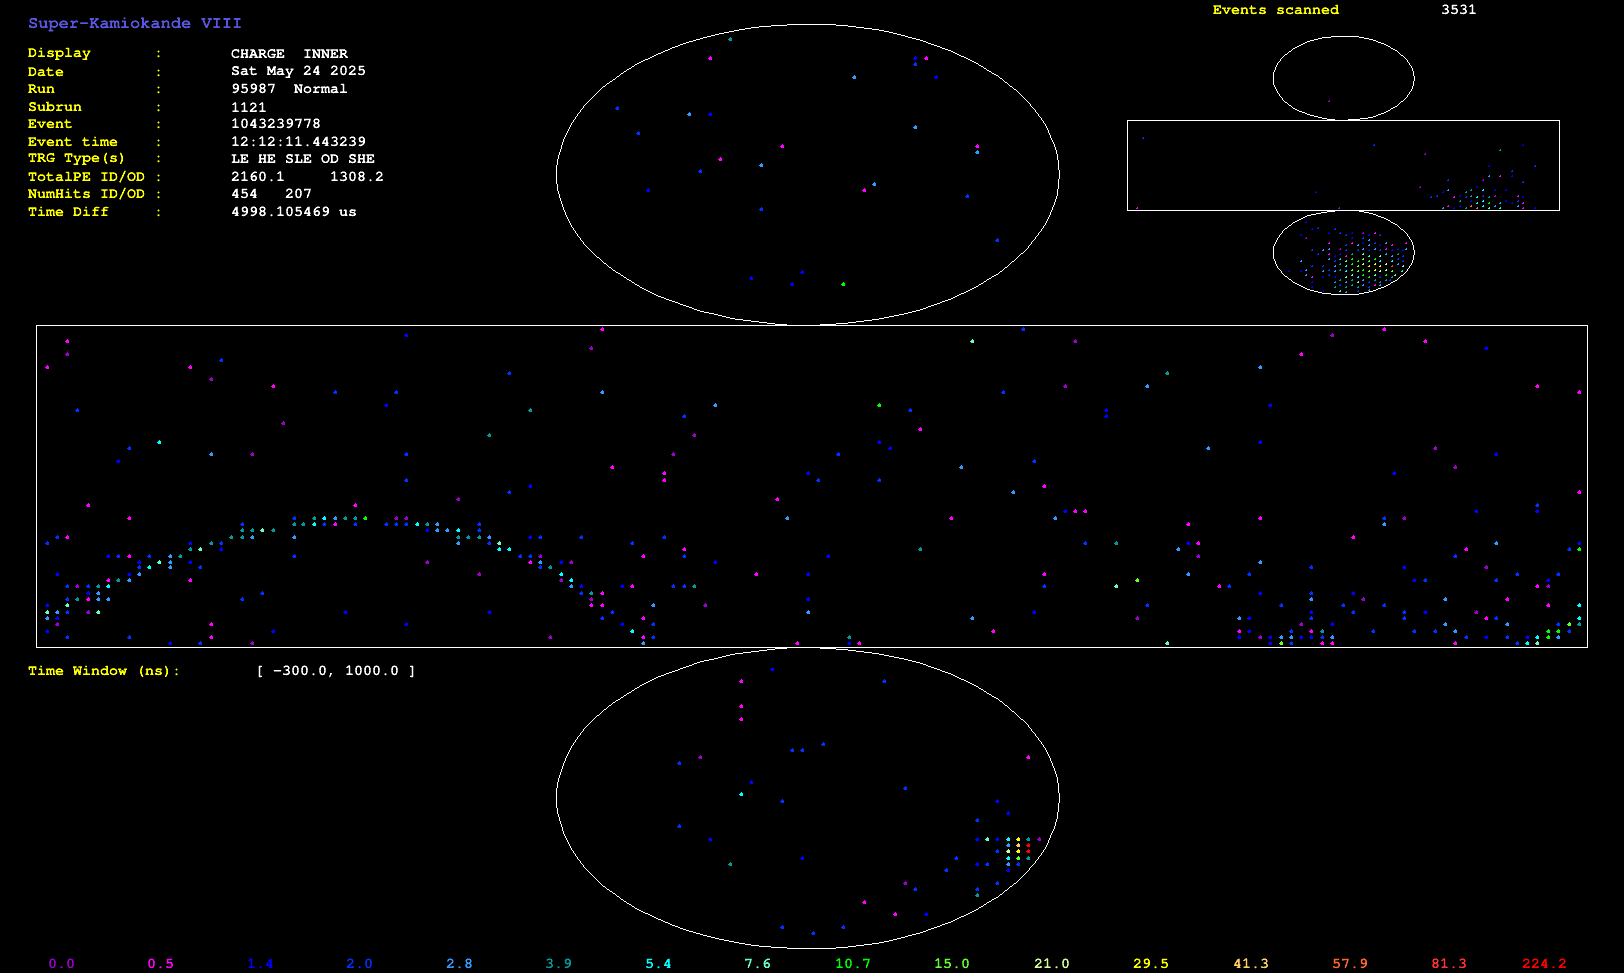 Super-Kamiokande VIII
Events scanned 3531
Display : CHARGE INNER
Date : Sat May 24 2025
Run : 95987 Normal
Subrun : 1121
Event : 1043239778
Event time : 12:12:11.443239
TRG Type(s) : LE HE SLE OD SHE
TotalPE ID/OD : 2160.1 1308.2
NumHits ID/OD : 454 207
Time Diff : 4998.105469 us
Time Window (ns): [ -300.0, 1000.0 ]
0.0 0.5 1.4 2.0 2.8 3.9 5.4 7.6 10.7 15.0 21.0 29.5 41.3 57.9 81.3 224.2